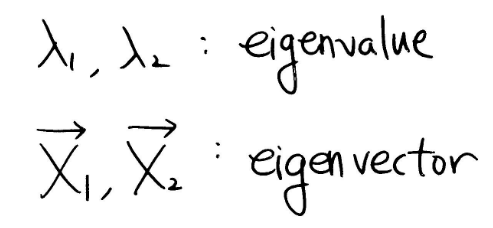 λ₁, λ₂ : eigenvalue
X⃗₁, X⃗₂ : eigenvector